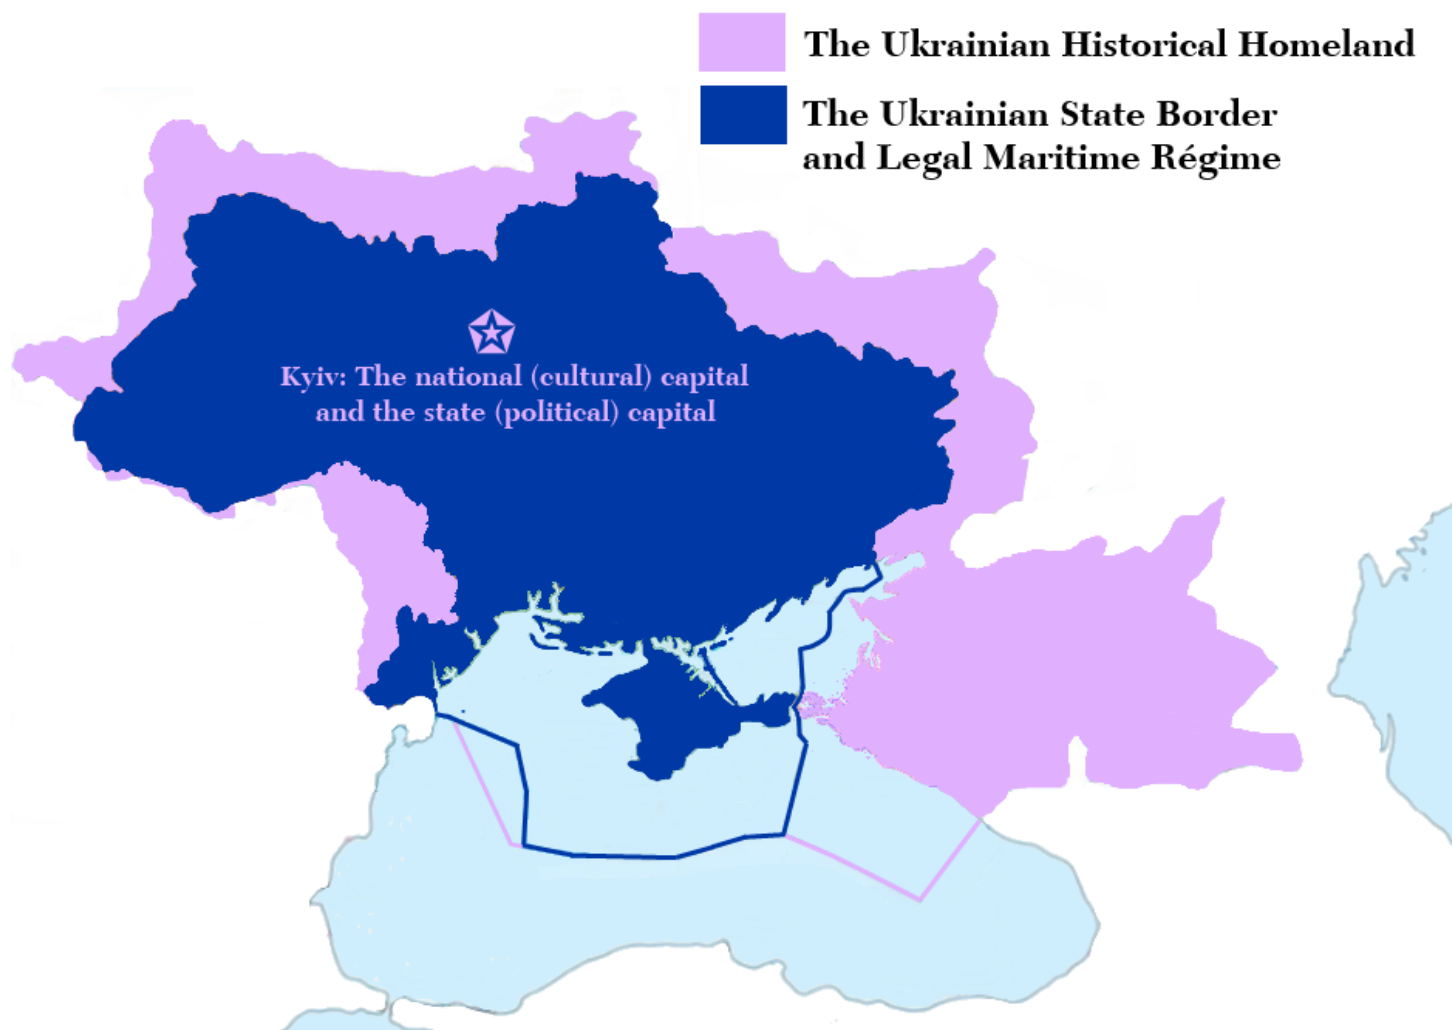 The Ukrainian Historical Homeland
The Ukrainian State Border
and Legal Maritime Régime
Kyiv: The national (cultural) capital
and the state (political) capital